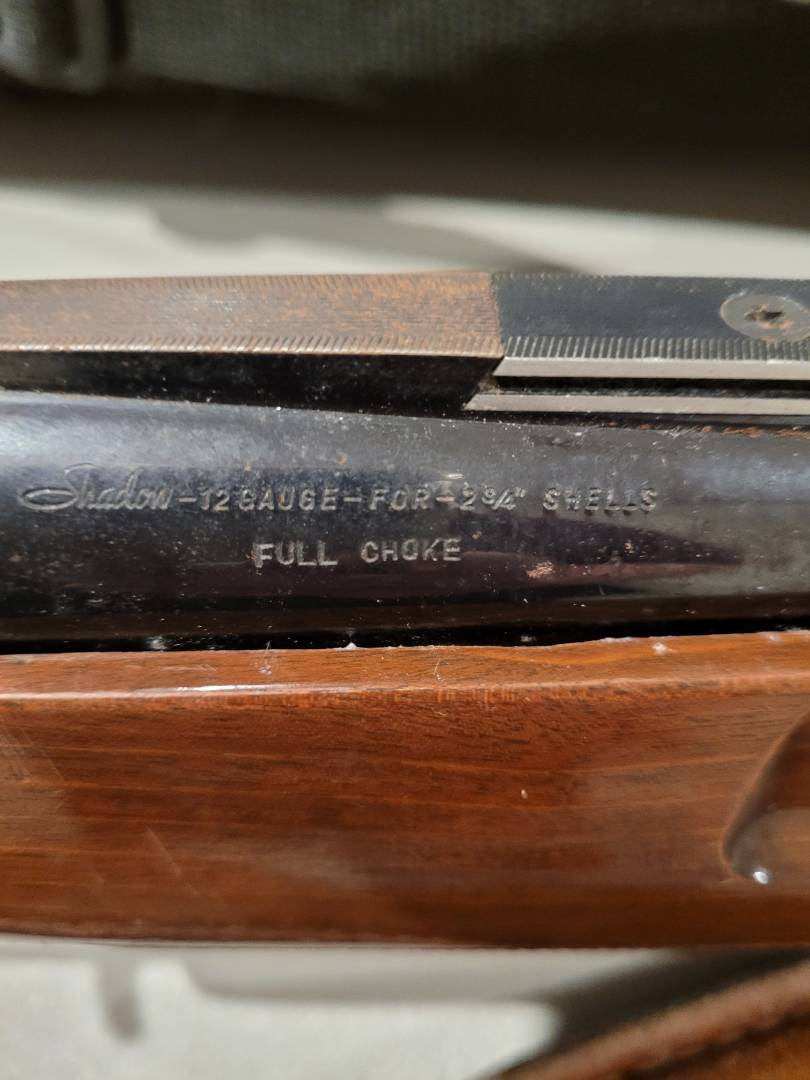 Shadow-12 GAUGE-FOR-2¾" SHELLS
FULL CHOKE